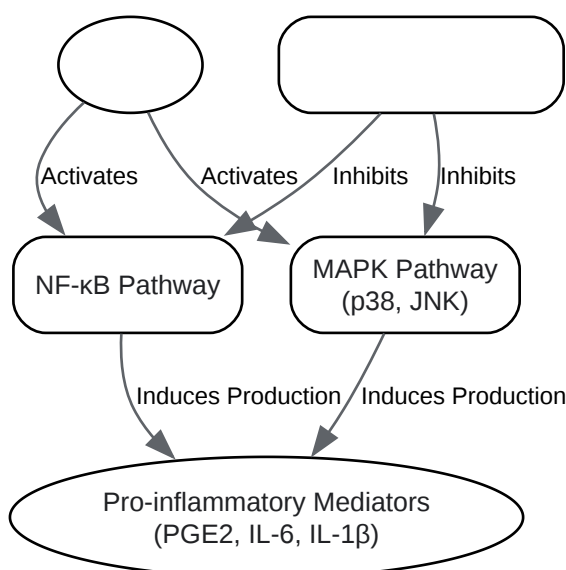 Activates
Activates
Inhibits
Inhibits
NF-κB Pathway
MAPK Pathway
(p38, JNK)
Induces Production
Induces Production
Pro-inflammatory Mediators
(PGE2, IL-6, IL-1β)